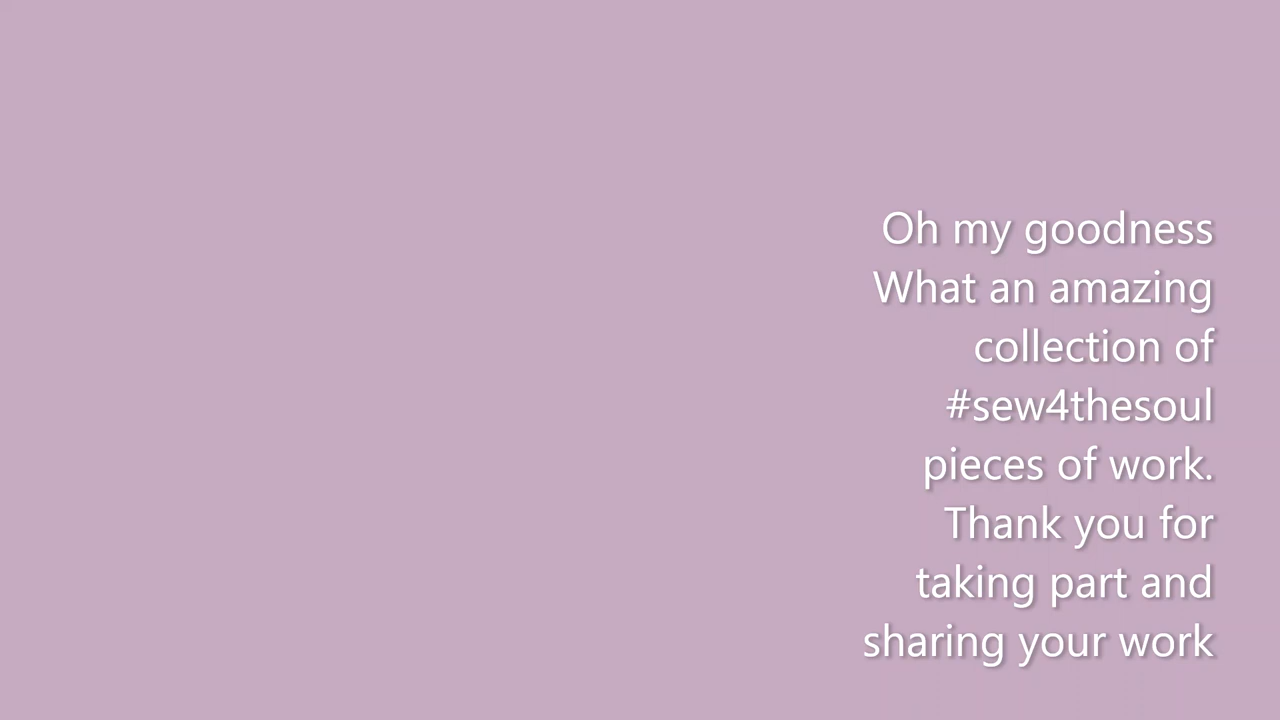 Oh my goodness
What an amazing
collection of
#sew4thesoul
pieces of work.
Thank you for
taking part and
sharing your work